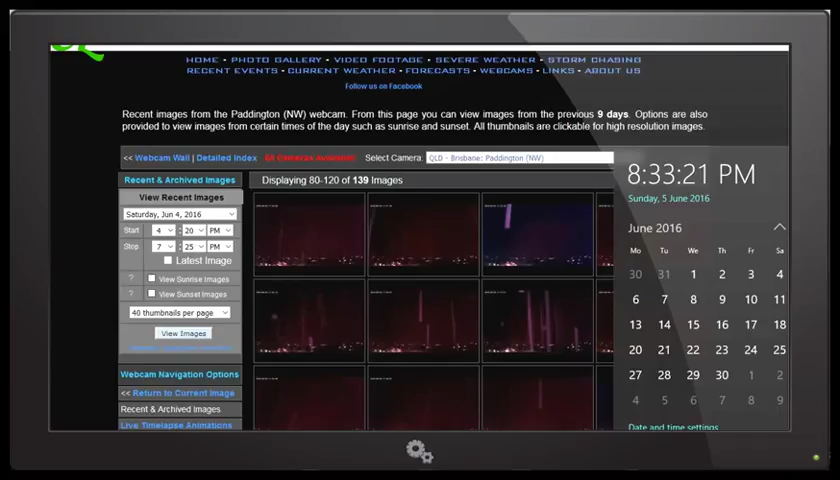 HOME • PHOTO GALLERY • VIDEO FOOTAGE • SEVERE WEATHER • STORM CHASING
RECENT EVENTS • CURRENT WEATHER • FORECASTS • WEBCAMS • LINKS • ABOUT US
Follow us on Facebook
Recent images from the Paddington (NW) webcam. From this page you can view images from the previous 9 days. Options are also
provided to view images from certain times of the day such as sunrise and sunset. All thumbnails are clickable for high resolution images.
<< Webcam Wall | Detailed Index
Select Camera: QLD - Brisbane: Paddington (NW)
Recent & Archived Images
View Recent Images
Saturday, Jun 4, 2016
Start 4 : 20 PM
Stop 7 : 25 PM
Latest Image
? View Sunrise Images
? View Sunset Images
40 thumbnails per page
View Images
Webcam Navigation Options
<< Return to Current Image
Recent & Archived Images
Live Timelapse Animations
Displaying 80-120 of 139 Images
8:33:21 PM
Sunday, 5 June 2016
June 2016
Mo Tu We Th Fr Sa
30 31 1 2 3 4
6 7 8 9 10 11
13 14 15 16 17 18
20 21 22 23 24 25
27 28 29 30 1 2
4 5 6 7 8 9
Date and time settings